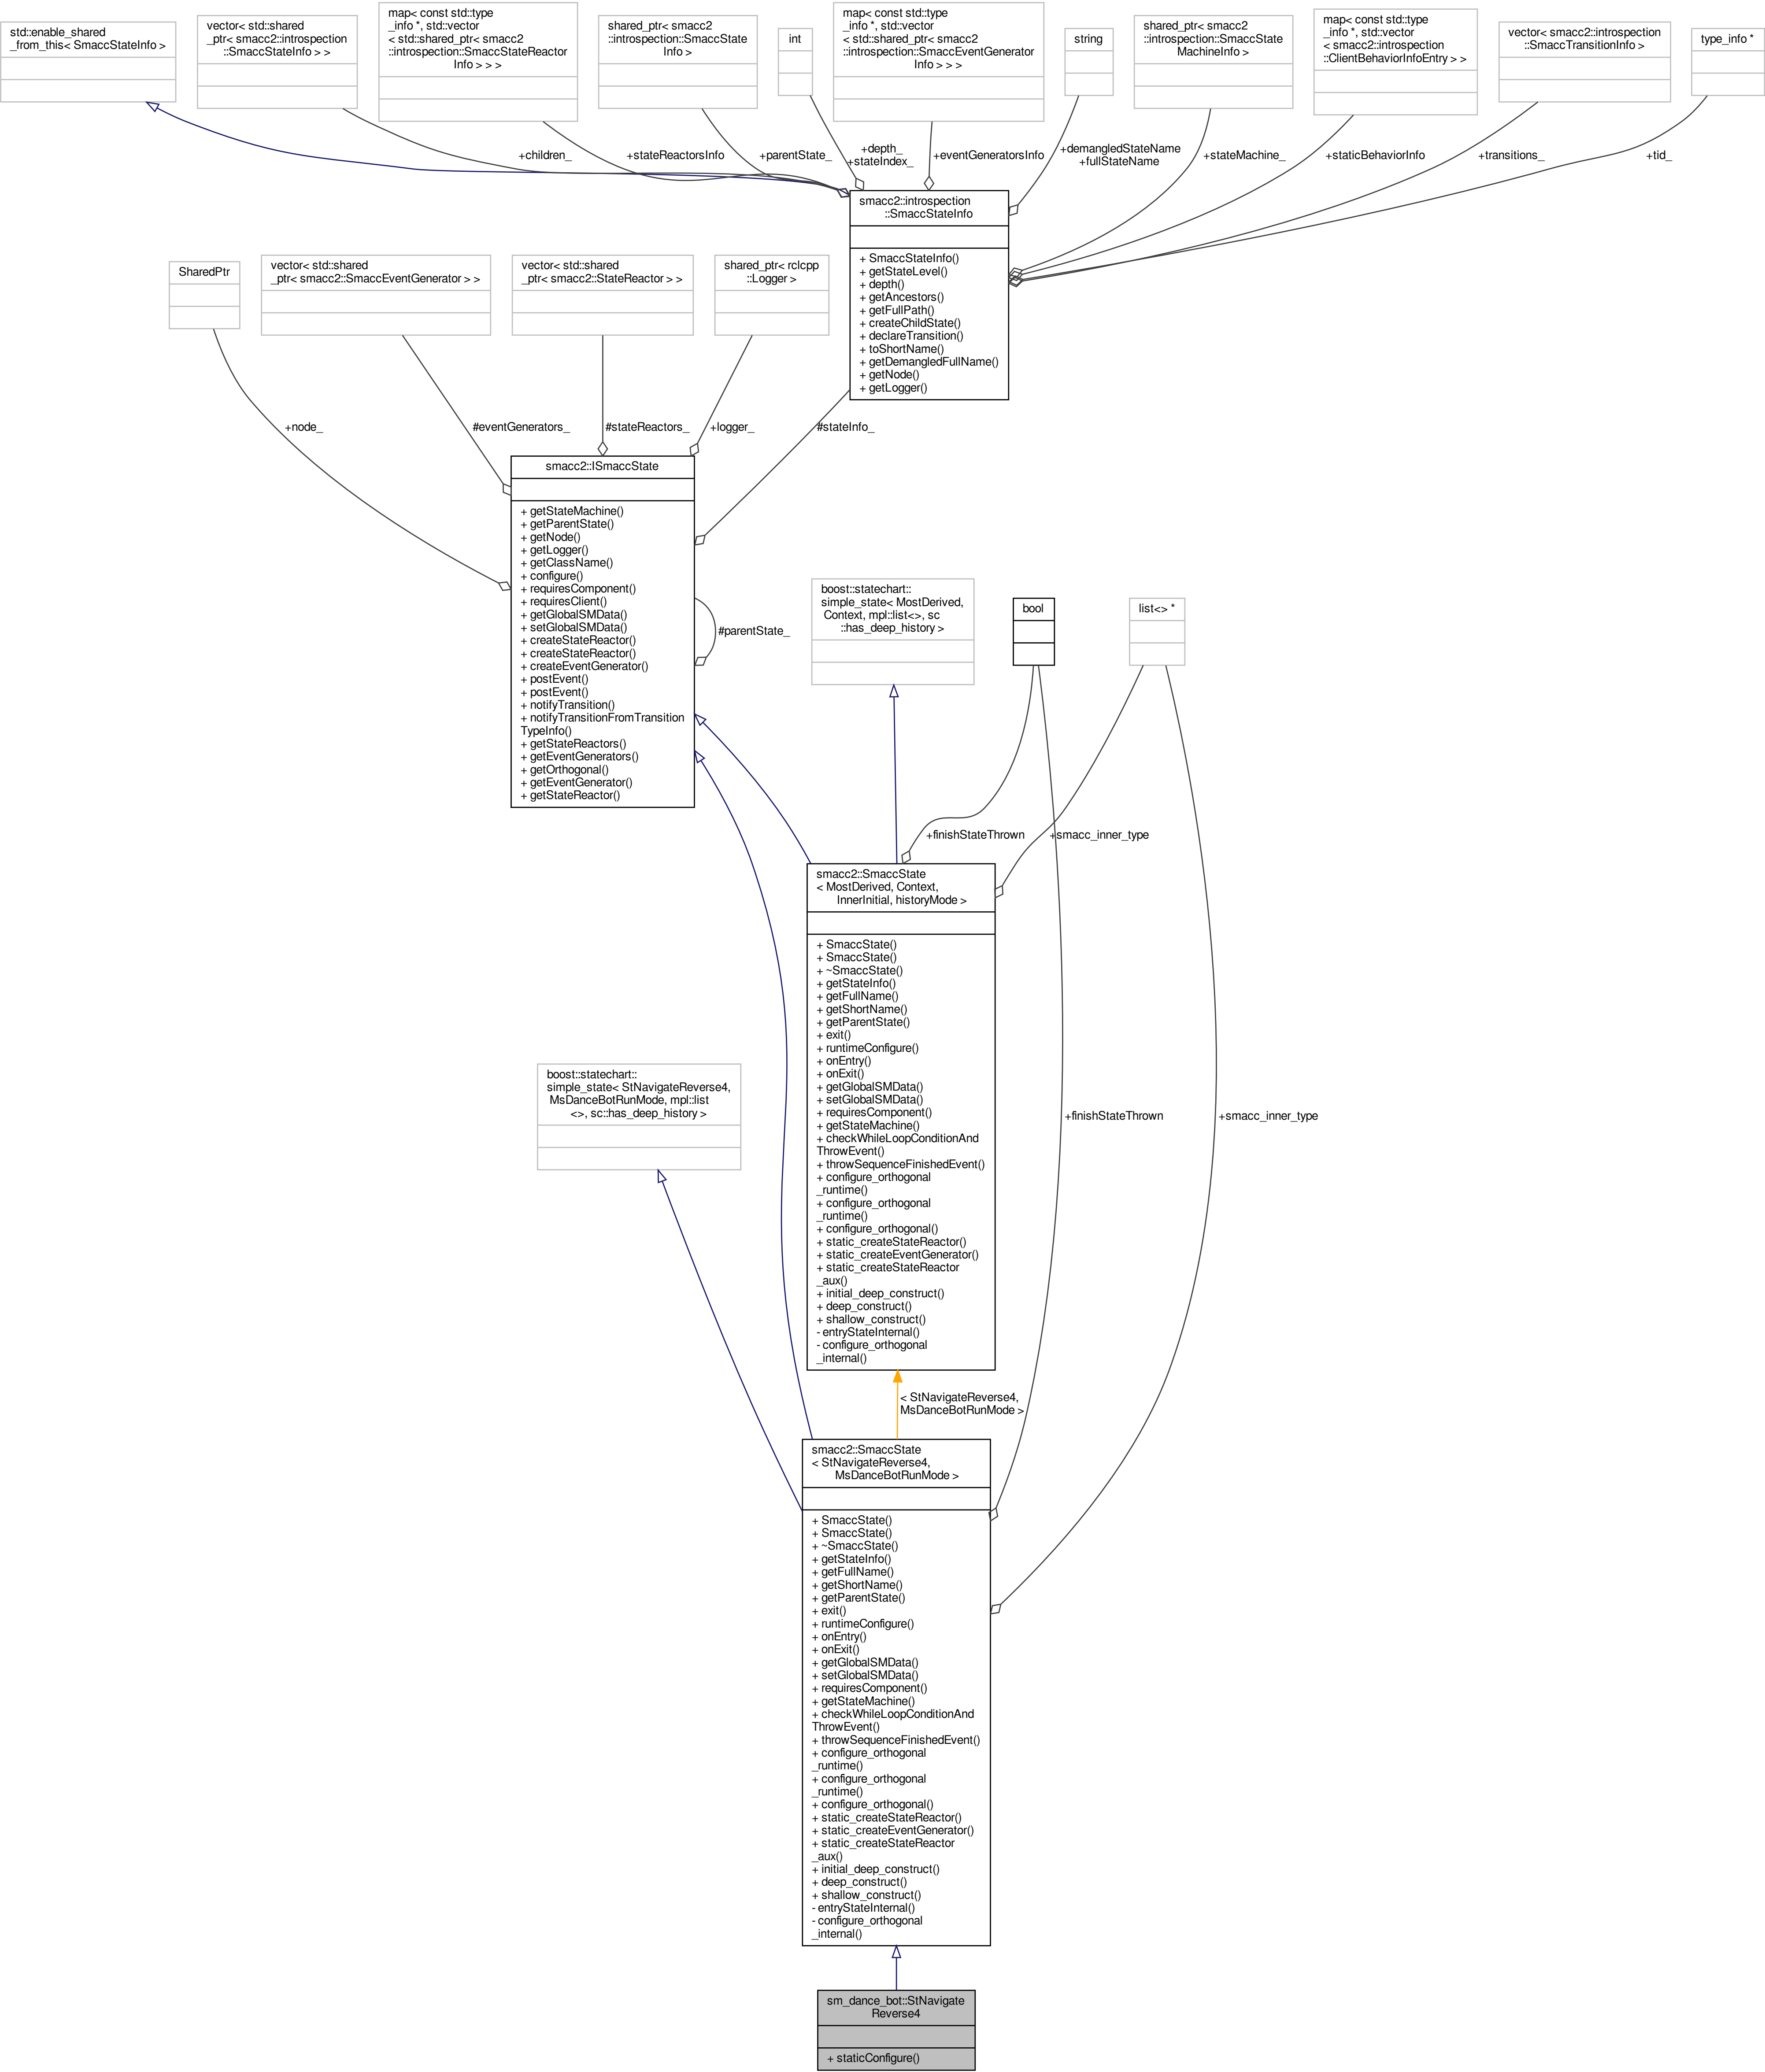 std::enable_shared
_from_this< SmaccStateInfo >
vector< std::shared
_ptr< smacc2::introspection
::SmaccStateInfo > >
map< const std::type
_info *, std::vector
< std::shared_ptr< smacc2
::introspection::SmaccStateReactor
Info > > >
shared_ptr< smacc2
::introspection::SmaccState
Info >
int
map< const std::type
_info *, std::vector
< std::shared_ptr< smacc2
::introspection::SmaccEventGenerator
Info > > >
string
shared_ptr< smacc2
::introspection::SmaccState
MachineInfo >
map< const std::type
_info *, std::vector
< smacc2::introspection
::ClientBehaviorInfoEntry > >
vector< smacc2::introspection
::SmaccTransitionInfo >
type_info *
+children_
+stateReactorsInfo
+parentState_
+depth_
+stateIndex_
+eventGeneratorsInfo
+demangledStateName
+fullStateName
+stateMachine_
+staticBehaviorInfo
+transitions_
+tid_
smacc2::introspection
::SmaccStateInfo
+ SmaccStateInfo()
+ getStateLevel()
+ depth()
+ getAncestors()
+ getFullPath()
+ createChildState()
+ declareTransition()
+ toShortName()
+ getDemangledFullName()
+ getNode()
+ getLogger()
SharedPtr
vector< std::shared
_ptr< smacc2::SmaccEventGenerator > >
vector< std::shared
_ptr< smacc2::StateReactor > >
shared_ptr< rclcpp
::Logger >
+node_
#eventGenerators_
#stateReactors_
+logger_
#stateInfo_
smacc2::ISmaccState
+ getStateMachine()
+ getParentState()
+ getNode()
+ getLogger()
+ getClassName()
+ configure()
+ requiresComponent()
+ requiresClient()
+ getGlobalSMData()
+ setGlobalSMData()
+ createStateReactor()
+ createStateReactor()
+ createEventGenerator()
+ postEvent()
+ postEvent()
+ notifyTransition()
+ notifyTransitionFromTransition
TypeInfo()
+ getStateReactors()
+ getEventGenerators()
+ getOrthogonal()
+ getEventGenerator()
+ getStateReactor()
#parentState_
boost::statechart::
simple_state< MostDerived,
Context, mpl::list<>, sc
::has_deep_history >
bool
list<> *
+finishStateThrown
+smacc_inner_type
smacc2::SmaccState
< MostDerived, Context,
InnerInitial, historyMode >
+ SmaccState()
+ SmaccState()
+ ~SmaccState()
+ getStateInfo()
+ getFullName()
+ getShortName()
+ getParentState()
+ exit()
+ runtimeConfigure()
+ onEntry()
+ onExit()
+ getGlobalSMData()
+ setGlobalSMData()
+ requiresComponent()
+ getStateMachine()
+ checkWhileLoopConditionAnd
ThrowEvent()
+ throwSequenceFinishedEvent()
+ configure_orthogonal
_runtime()
+ configure_orthogonal
_runtime()
+ configure_orthogonal()
+ static_createStateReactor()
+ static_createEventGenerator()
+ static_createStateReactor
_aux()
+ initial_deep_construct()
+ deep_construct()
+ shallow_construct()
- entryStateInternal()
- configure_orthogonal
_internal()
boost::statechart::
simple_state< StNavigateReverse4,
MsDanceBotRunMode, mpl::list
<>, sc::has_deep_history >
+finishStateThrown
+smacc_inner_type
< StNavigateReverse4,
MsDanceBotRunMode >
smacc2::SmaccState
< StNavigateReverse4,
MsDanceBotRunMode >
+ SmaccState()
+ SmaccState()
+ ~SmaccState()
+ getStateInfo()
+ getFullName()
+ getShortName()
+ getParentState()
+ exit()
+ runtimeConfigure()
+ onEntry()
+ onExit()
+ getGlobalSMData()
+ setGlobalSMData()
+ requiresComponent()
+ getStateMachine()
+ checkWhileLoopConditionAnd
ThrowEvent()
+ throwSequenceFinishedEvent()
+ configure_orthogonal
_runtime()
+ configure_orthogonal
_runtime()
+ configure_orthogonal()
+ static_createStateReactor()
+ static_createEventGenerator()
+ static_createStateReactor
_aux()
+ initial_deep_construct()
+ deep_construct()
+ shallow_construct()
- entryStateInternal()
- configure_orthogonal
_internal()
sm_dance_bot::StNavigate
Reverse4
+ staticConfigure()